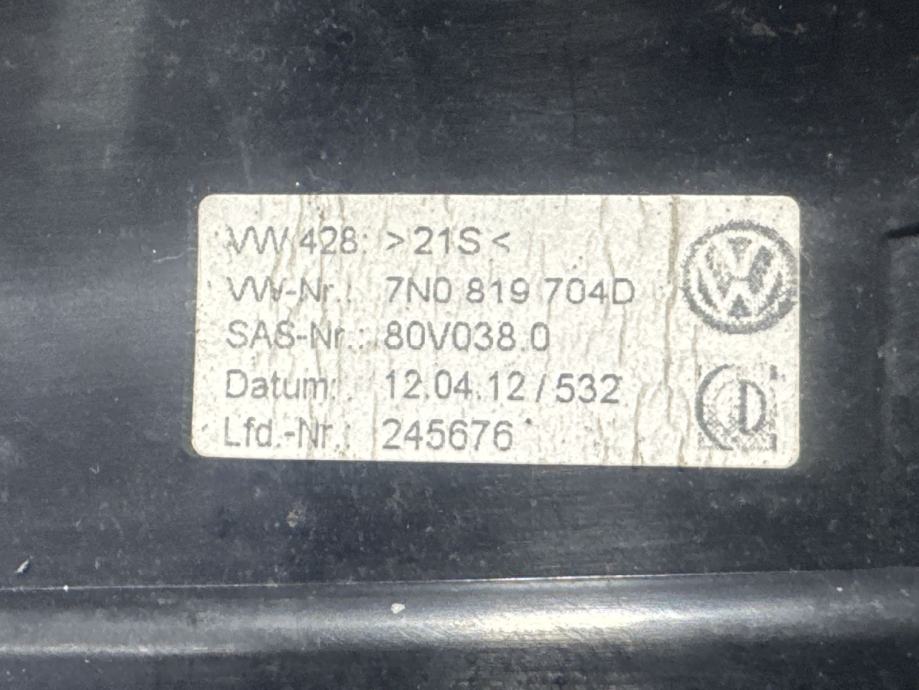 VW 428: >21S<
VW-Nr.: 7N0 819 704D
SAS-Nr.: 80V038.0
Datum: 12.04.12 / 532
Lfd.-Nr.: 245676